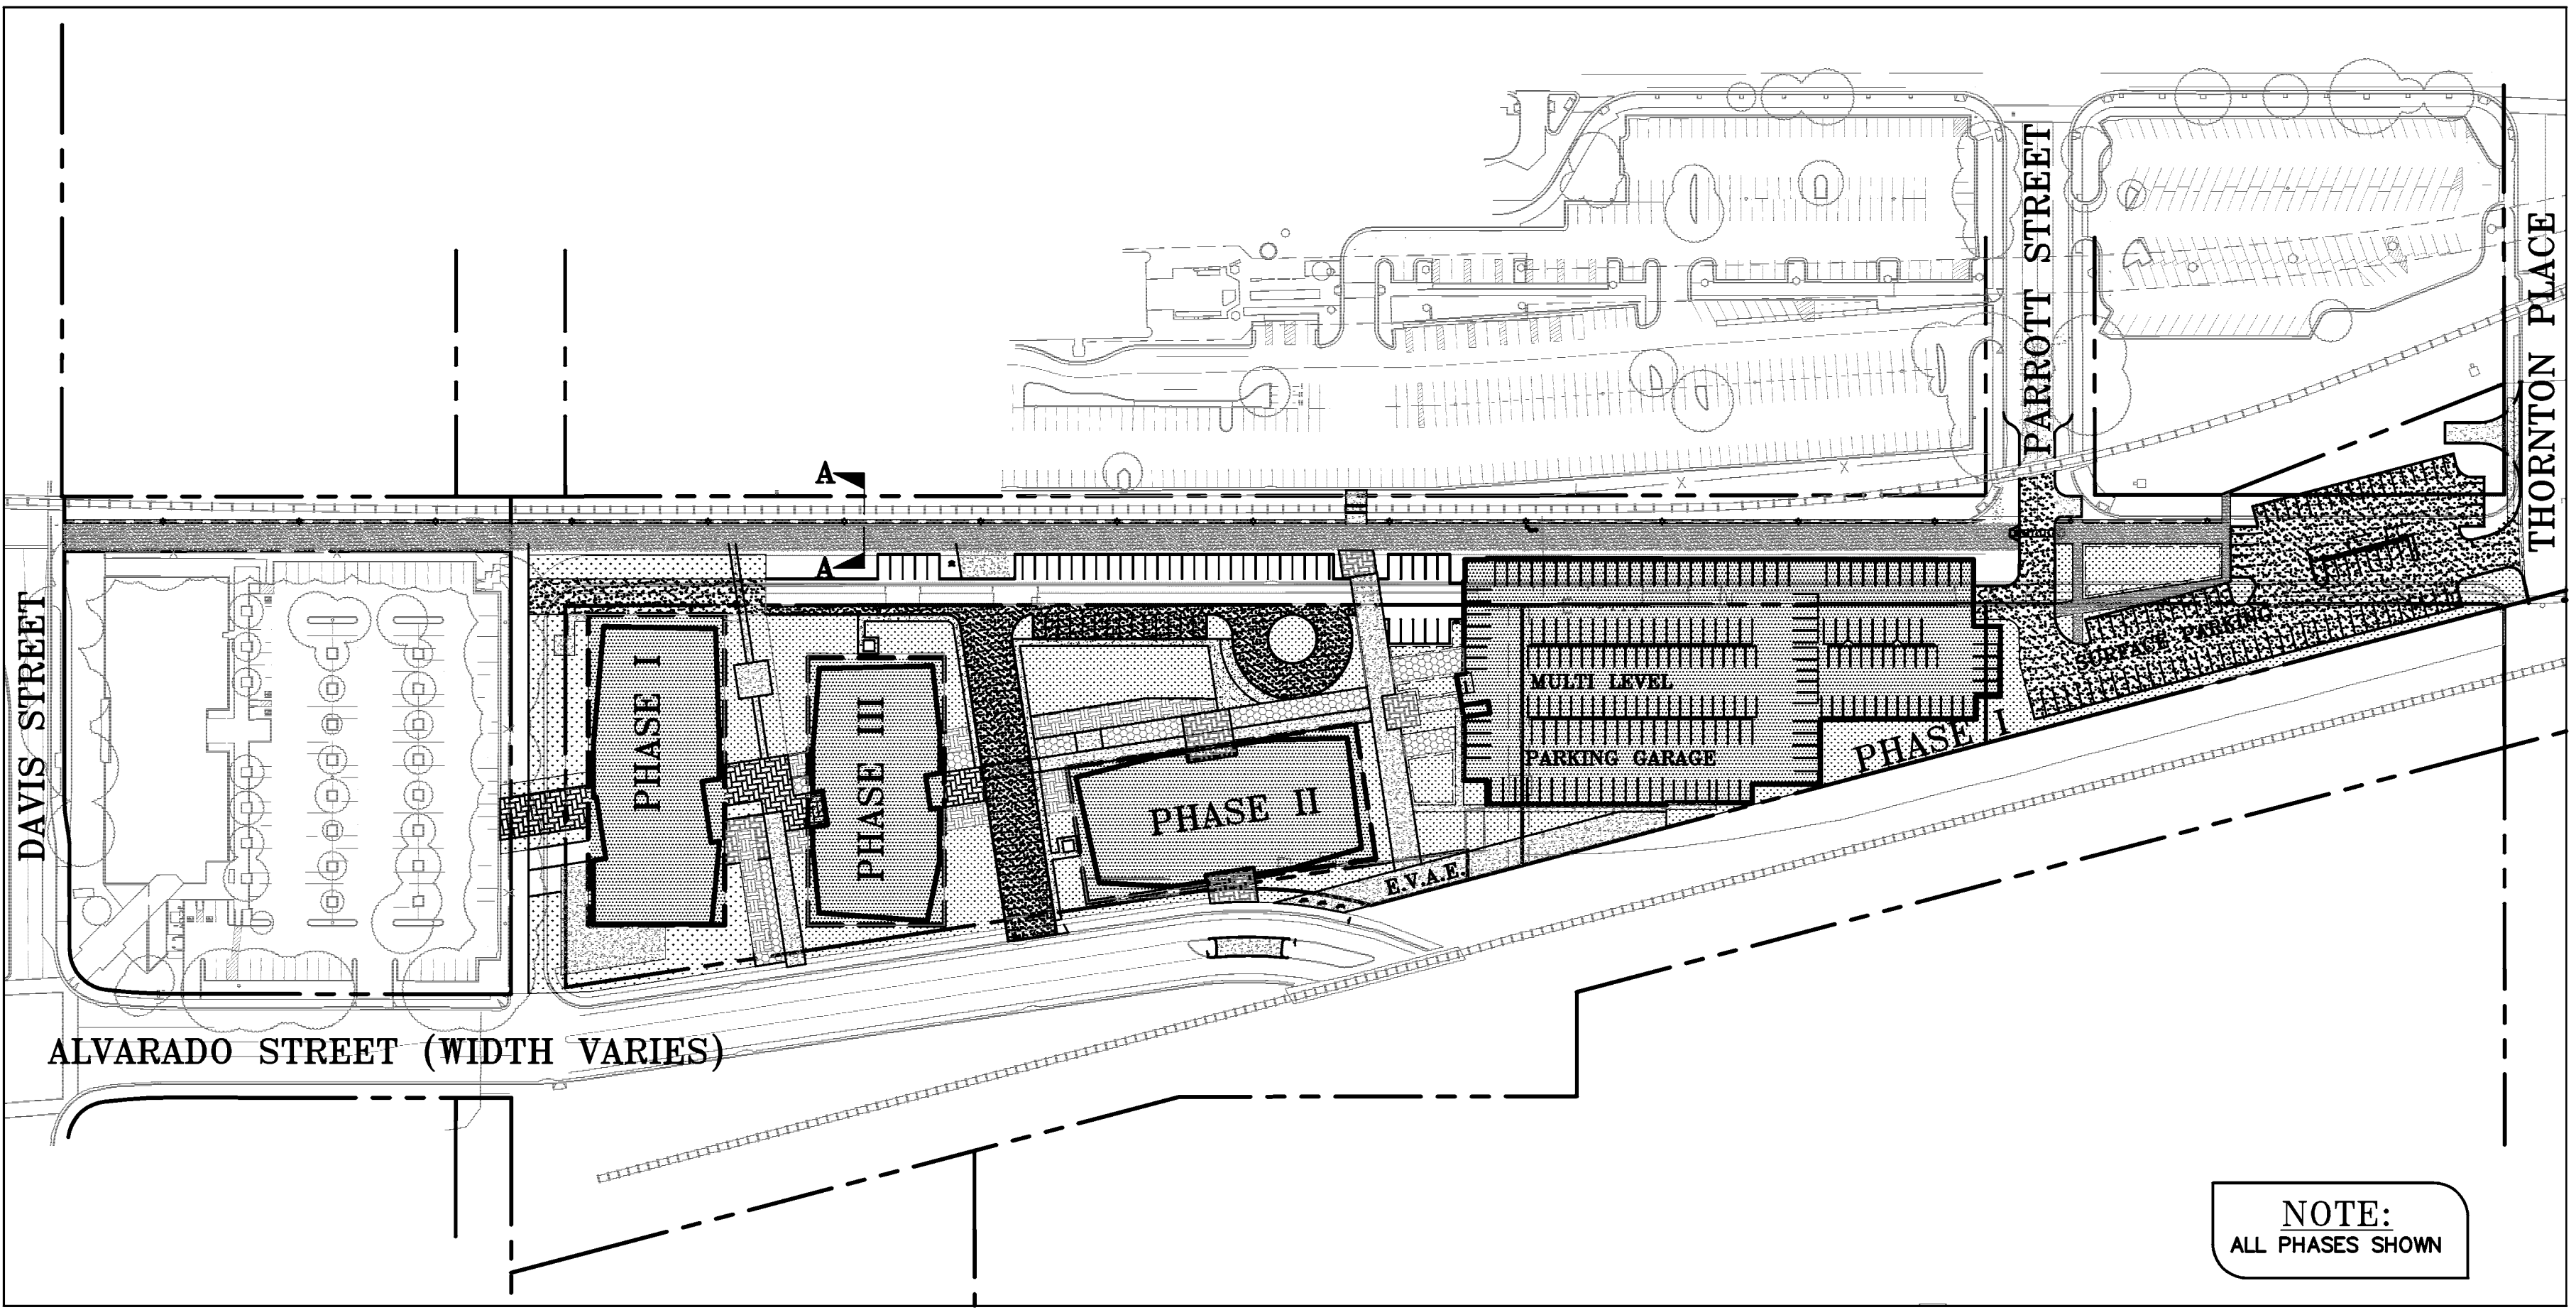 PARROTT STREET
THORNTON PLACE
A
A
DAVIS STREET
PHASE I
PHASE III
PHASE II
MULTI LEVEL
PARKING GARAGE
PHASE I
SURFACE PARKING
E.V.A.E.
ALVARADO STREET (WIDTH VARIES)
NOTE:
ALL PHASES SHOWN